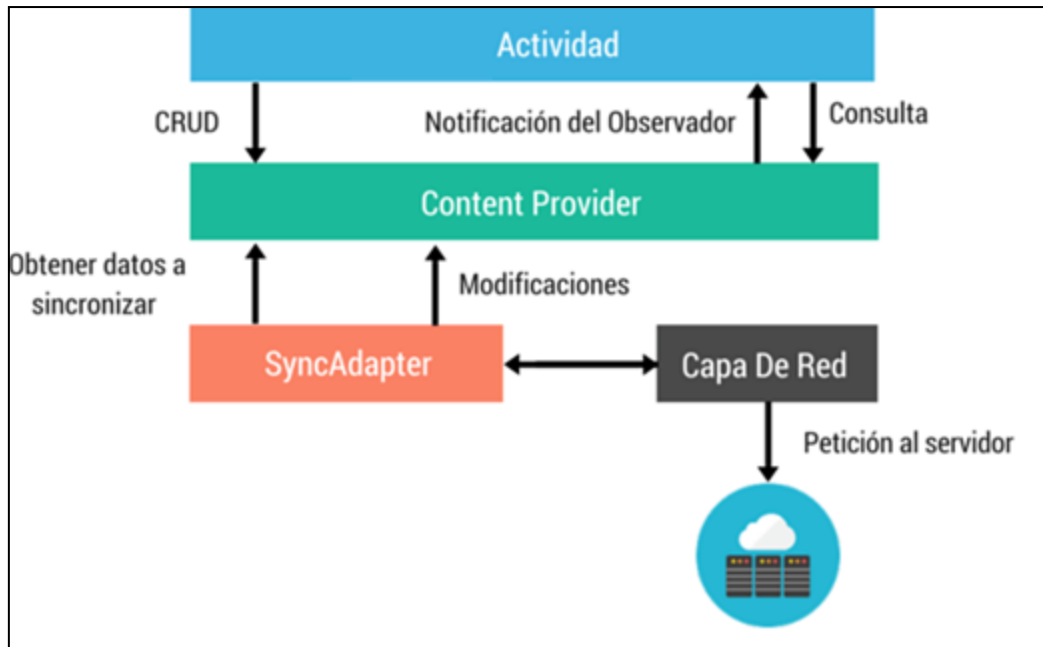 Actividad
CRUD
Notificación del Observador
Consulta
Content Provider
Obtener datos a
sincronizar
Modificaciones
SyncAdapter
Capa De Red
Petición al servidor